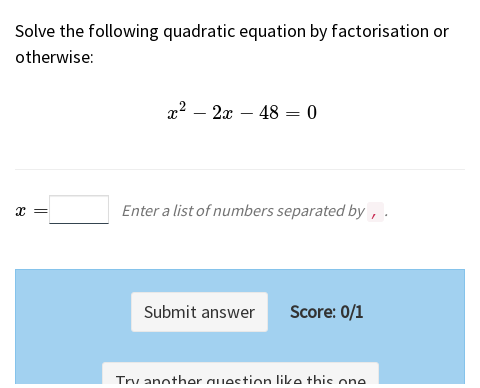 Solve the following quadratic equation by factorisation or
otherwise:
x² − 2x − 48 = 0
x = Enter a list of numbers separated by , .
Submit answer Score: 0/1
Try another question like this one